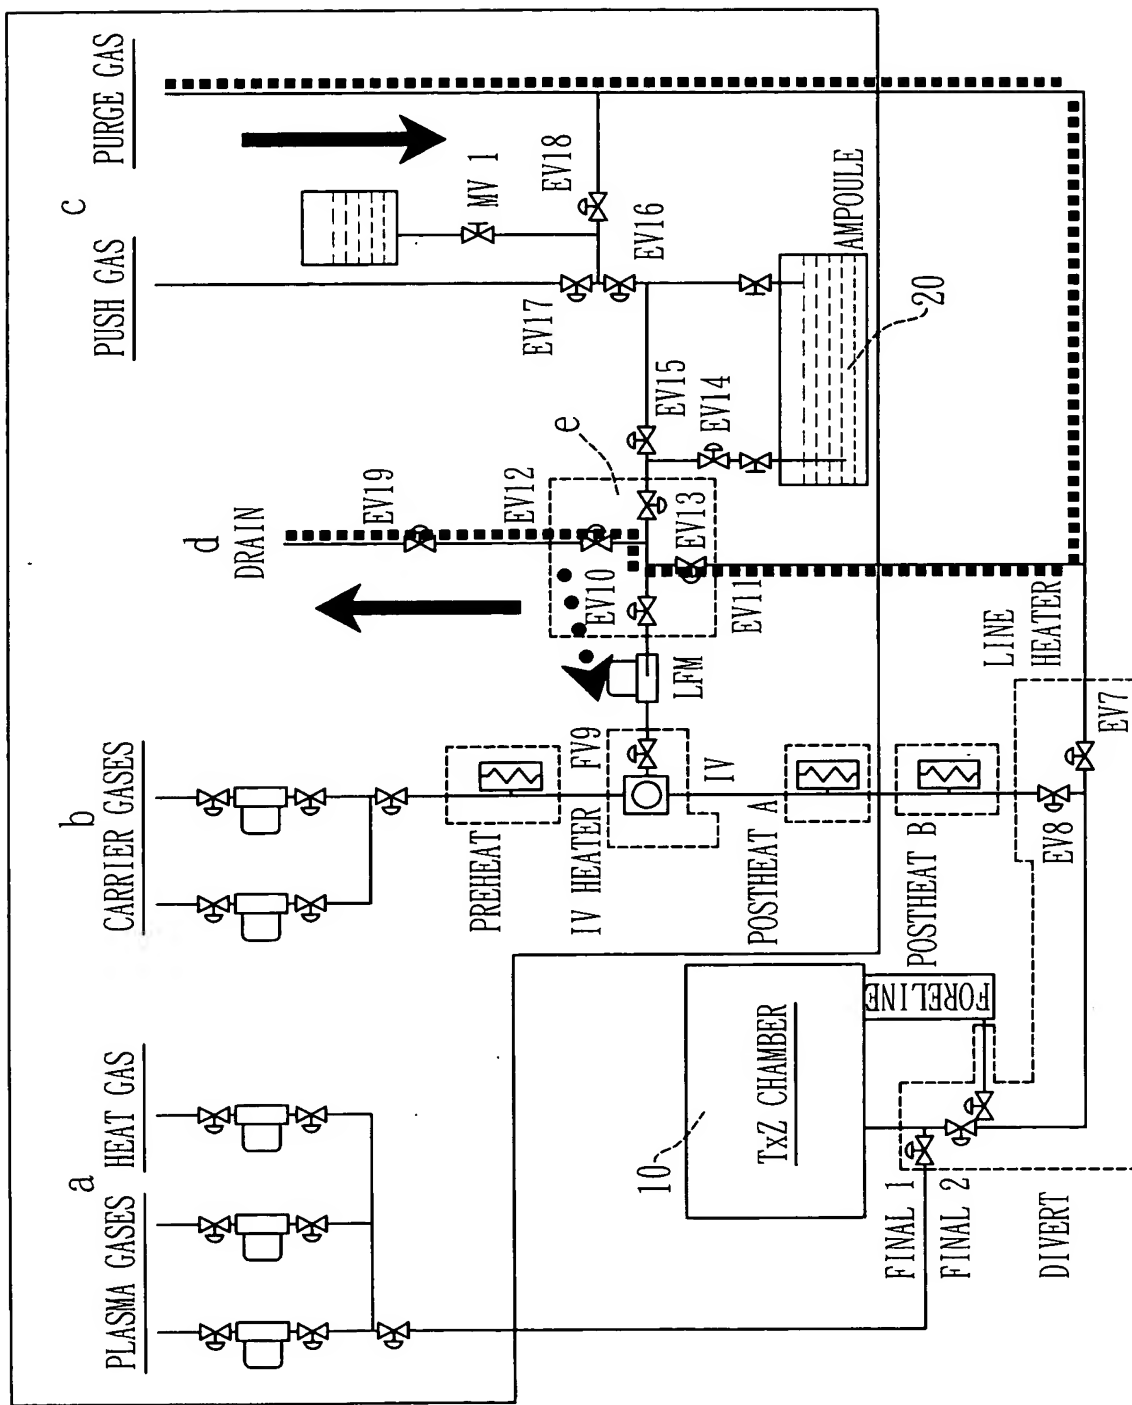 a
b
c
PLASMA GASES
HEAT GAS
CARRIER GASES
PUSH GAS
PURGE GAS
d
DRAIN
EV19
EV12
e
EV17
MV 1
EV18
EV16
EV15
EV14
EV13
EV10
EV11
LFM
FV9
IV
PREHEAT
IV HEATER
POSTHEAT A
POSTHEAT B
AMPOULE
20
LINE
HEATER
EV7
EV8
10
TxZ CHAMBER
FORELINE
FINAL 1
FINAL 2
DIVERT